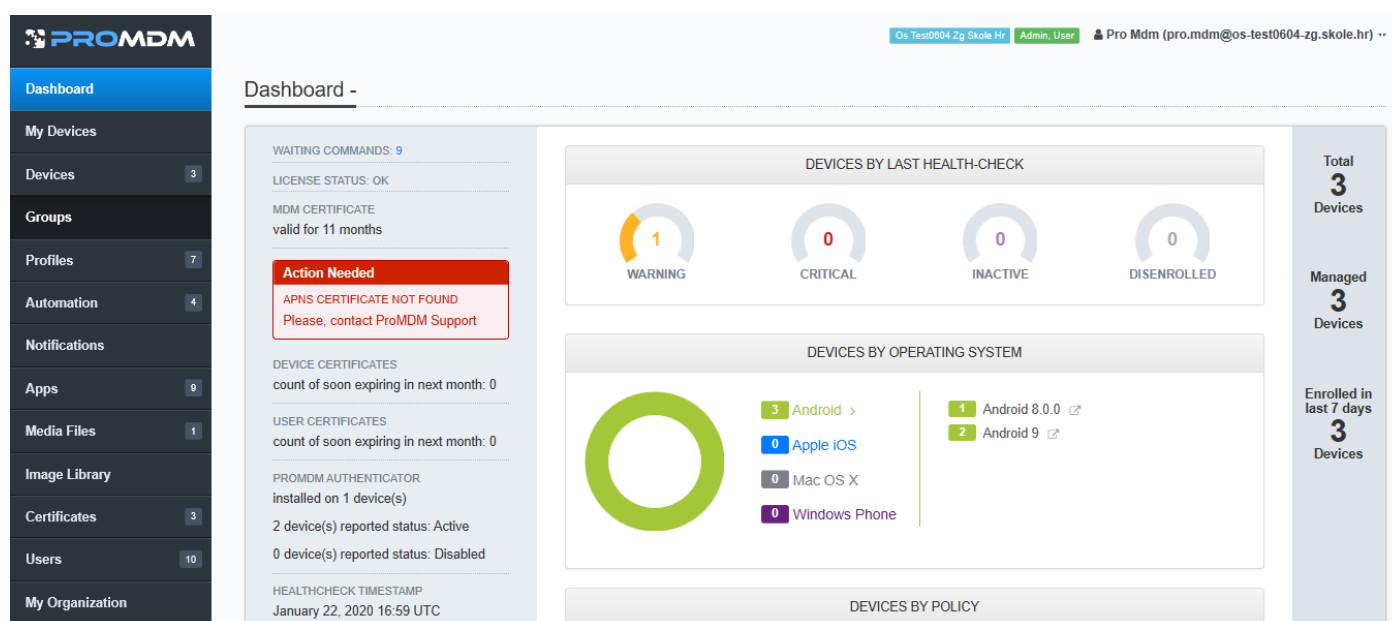 PROMDM
Os Test0604 Zg Skole Hr Admin, User Pro Mdm (pro.mdm@os-test0604-zg.skole.hr)
Dashboard
My Devices
Devices 3
Groups
Profiles 7
Automation 4
Notifications
Apps 9
Media Files 1
Image Library
Certificates 3
Users 10
My Organization
Dashboard -
WAITING COMMANDS: 9
LICENSE STATUS: OK
MDM CERTIFICATE
valid for 11 months
Action Needed
APNS CERTIFICATE NOT FOUND
Please, contact ProMDM Support
DEVICE CERTIFICATES
count of soon expiring in next month: 0
USER CERTIFICATES
count of soon expiring in next month: 0
PROMDM AUTHENTICATOR
installed on 1 device(s)
2 device(s) reported status: Active
0 device(s) reported status: Disabled
HEALTHCHECK TIMESTAMP
January 22, 2020 16:59 UTC
DEVICES BY LAST HEALTH-CHECK
1 0 0 0
WARNING CRITICAL INACTIVE DISENROLLED
DEVICES BY OPERATING SYSTEM
3 Android >
0 Apple iOS
0 Mac OS X
0 Windows Phone
1 Android 8.0.0
2 Android 9
DEVICES BY POLICY
Total
3
Devices
Managed
3
Devices
Enrolled in
last 7 days
3
Devices